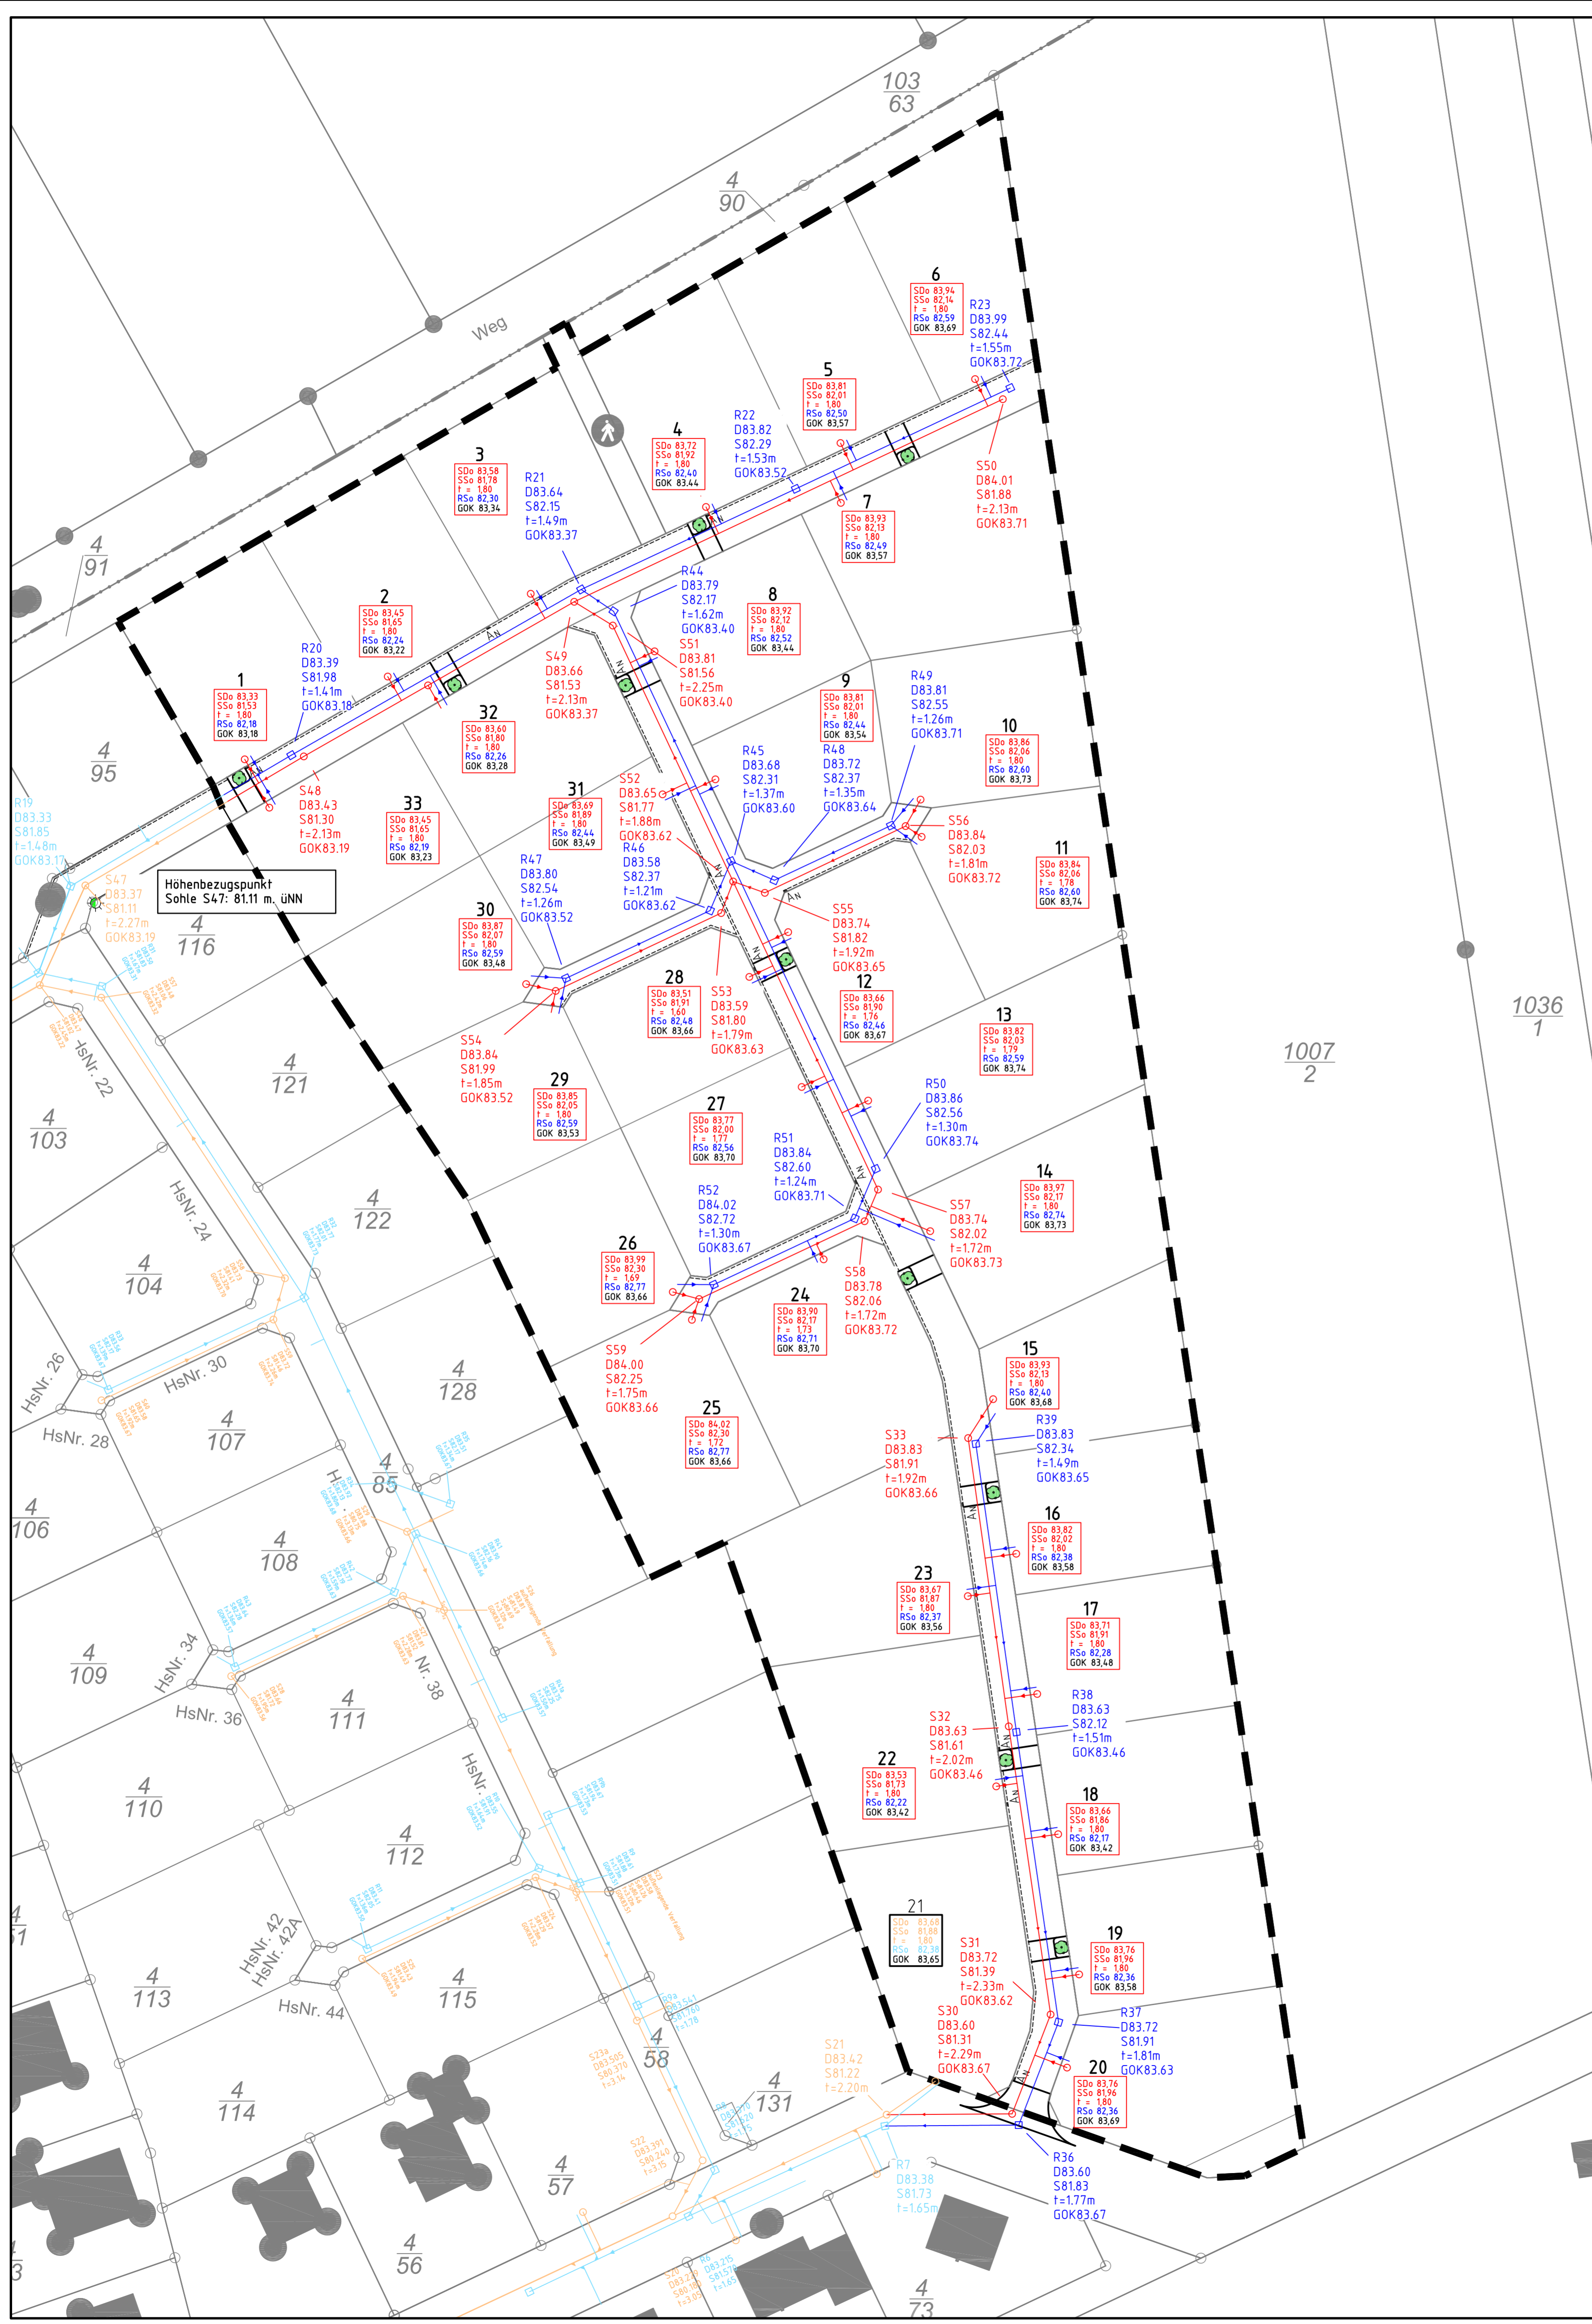 103
63
4
90
Weg
6
SDo 83,94
SSo 82,14
t = 1,80
RSo 82,59
GOK 83,69
R23
D83.99
S82.44
t=1.55m
GOK83.72
5
SDo 83,81
SSo 82,01
t = 1,80
RSo 82,50
GOK 83,57
R22
D83.82
S82.29
t=1.53m
GOK83.52
4
SDo 83,72
SSo 81,92
t = 1,80
RSo 82,40
GOK 83,44
3
SDo 83,58
SSo 81,78
t = 1,80
RSo 82,30
GOK 83,34
R21
D83.64
S82.15
t=1.49m
GOK83.37
S50
D84.01
S81.88
t=2.13m
GOK83.71
7
SDo 83,93
SSo 82,13
t = 1,80
RSo 82,49
GOK 83,57
4
91
2
SDo 83,45
SSo 81,65
t = 1,80
RSo 82,24
GOK 83,22
R44
D83.79
S82.17
t=1.62m
GOK83.40
8
SDo 83,92
SSo 82,12
t = 1,80
RSo 82,52
GOK 83,44
R20
D83.39
S81.98
t=1.41m
GOK83.18
1
SDo 83,33
SSo 81,53
t = 1,80
RSo 82,18
GOK 83,18
S49
D83.66
S81.53
t=2.13m
GOK83.37
S51
D83.81
S81.56
t=2.25m
GOK83.40
9
SDo 83,81
SSo 82,01
t = 1,80
RSo 82,44
GOK 83,54
R49
D83.81
S82.55
t=1.26m
GOK83.71
32
SDo 83,60
SSo 81,80
t = 1,80
RSo 82,26
GOK 83,28
10
SDo 83,86
SSo 82,06
t = 1,80
RSo 82,60
GOK 83,73
4
95
R45
D83.68
S82.31
t=1.37m
GOK83.60
R48
D83.72
S82.37
t=1.35m
GOK83.64
S48
D83.43
S81.30
t=2.13m
GOK83.19
33
SDo 83,45
SSo 81,65
t = 1,80
RSo 82,19
GOK 83,23
31
SDo 83,69
SSo 81,89
t = 1,80
RSo 82,44
GOK 83,49
S52
D83.65
S81.77
t=1.88m
GOK83.62
R19
D83.33
S81.85
t=1.48m
GOK83.17
S56
D83.84
S82.03
t=1.81m
GOK83.72
R46
D83.58
S82.37
t=1.21m
GOK83.62
R47
D83.80
S82.54
t=1.26m
GOK83.52
11
SDo 83,84
SSo 82,06
t = 1,78
RSo 82,60
GOK 83,74
S47
D83.37
S81.11
t=2.27m
GOK83.19
Höhenbezugspunkt
Sohle S47: 81.11 m. üNN
4
116
30
SDo 83,87
SSo 82,07
t = 1,80
RSo 82,59
GOK 83,48
S55
D83.74
S81.82
t=1.92m
GOK83.65
28
SDo 83,51
SSo 81,91
t = 1,60
RSo 82,48
GOK 83,66
S53
D83.59
S81.80
t=1.79m
GOK83.63
12
SDo 83,66
SSo 81,90
t = 1,76
RSo 82,46
GOK 83,67
13
SDo 83,82
SSo 82,03
t = 1,79
RSo 82,59
GOK 83,74
1036
1
1007
2
S54
D83.84
S81.99
t=1.85m
GOK83.52
29
SDo 83,85
SSo 82,05
t = 1,80
RSo 82,59
GOK 83,53
HsNr. 22
4
121
4
103
27
SDo 83,77
SSo 82,00
t = 1,77
RSo 82,56
GOK 83,70
R50
D83.86
S82.56
t=1.30m
GOK83.74
R51
D83.84
S82.60
t=1.24m
GOK83.71
14
SDo 83,97
SSo 82,17
t = 1,80
RSo 82,74
GOK 83,73
HsNr. 24
4
122
R52
D84.02
S82.72
t=1.30m
GOK83.67
S57
D83.74
S82.02
t=1.72m
GOK83.73
26
SDo 83,99
SSo 82,30
t = 1,69
RSo 82,77
GOK 83,66
4
104
S58
D83.78
S82.06
t=1.72m
GOK83.72
24
SDo 83,90
SSo 82,17
t = 1,73
RSo 82,71
GOK 83,70
S59
D84.00
S82.25
t=1.75m
GOK83.66
15
SDo 83,93
SSo 82,13
t = 1,80
RSo 82,40
GOK 83,68
HsNr. 26
HsNr. 30
4
128
HsNr. 28
4
107
25
SDo 84,02
SSo 82,30
t = 1,72
RSo 82,77
GOK 83,66
S33
D83.83
S81.91
t=1.92m
GOK83.66
R39
D83.83
S82.34
t=1.49m
GOK83.65
4
85
4
106
4
108
16
SDo 83,82
SSo 82,02
t = 1,80
RSo 82,38
GOK 83,58
23
SDo 83,67
SSo 81,87
t = 1,80
RSo 82,37
GOK 83,56
17
SDo 83,71
SSo 81,91
t = 1,80
RSo 82,28
GOK 83,48
4
109
HsNr. 34
HsNr. 36
Nr. 38
4
111
R38
D83.63
S82.12
t=1.51m
GOK83.46
S32
D83.63
S81.61
t=2.02m
GOK83.46
22
SDo 83,53
SSo 81,73
t = 1,80
RSo 82,22
GOK 83,42
HsNr.
4
110
4
112
18
SDo 83,66
SSo 81,86
t = 1,80
RSo 82,17
GOK 83,42
21
SDo 83,68
SSo 81,88
t = 1,80
RSo 82,38
GOK 83,65
HsNr. 42
HsNr. 42A
HsNr. 44
4
113
4
115
S31
D83.72
S81.39
t=2.33m
GOK83.62
19
SDo 83,76
SSo 81,96
t = 1,80
RSo 82,36
GOK 83,58
R9a
D83.541
S81.760
t=1.78
S30
D83.60
S81.31
t=2.29m
GOK83.67
R37
D83.72
S81.91
t=1.81m
GOK83.63
4
58
S23a
D83.505
S80.370
t=3.14
S21
D83.42
S81.22
t=2.20m
20
SDo 83,76
SSo 81,96
t = 1,80
RSo 82,36
GOK 83,69
4
114
4
131
S22
D83.391
S80.240
t=3.15
4
57
R7
D83.38
S81.73
t=1.65m
R36
D83.60
S81.83
t=1.77m
GOK83.67
4
56
R6
D83.215
S81.570
t=1.65
4
73